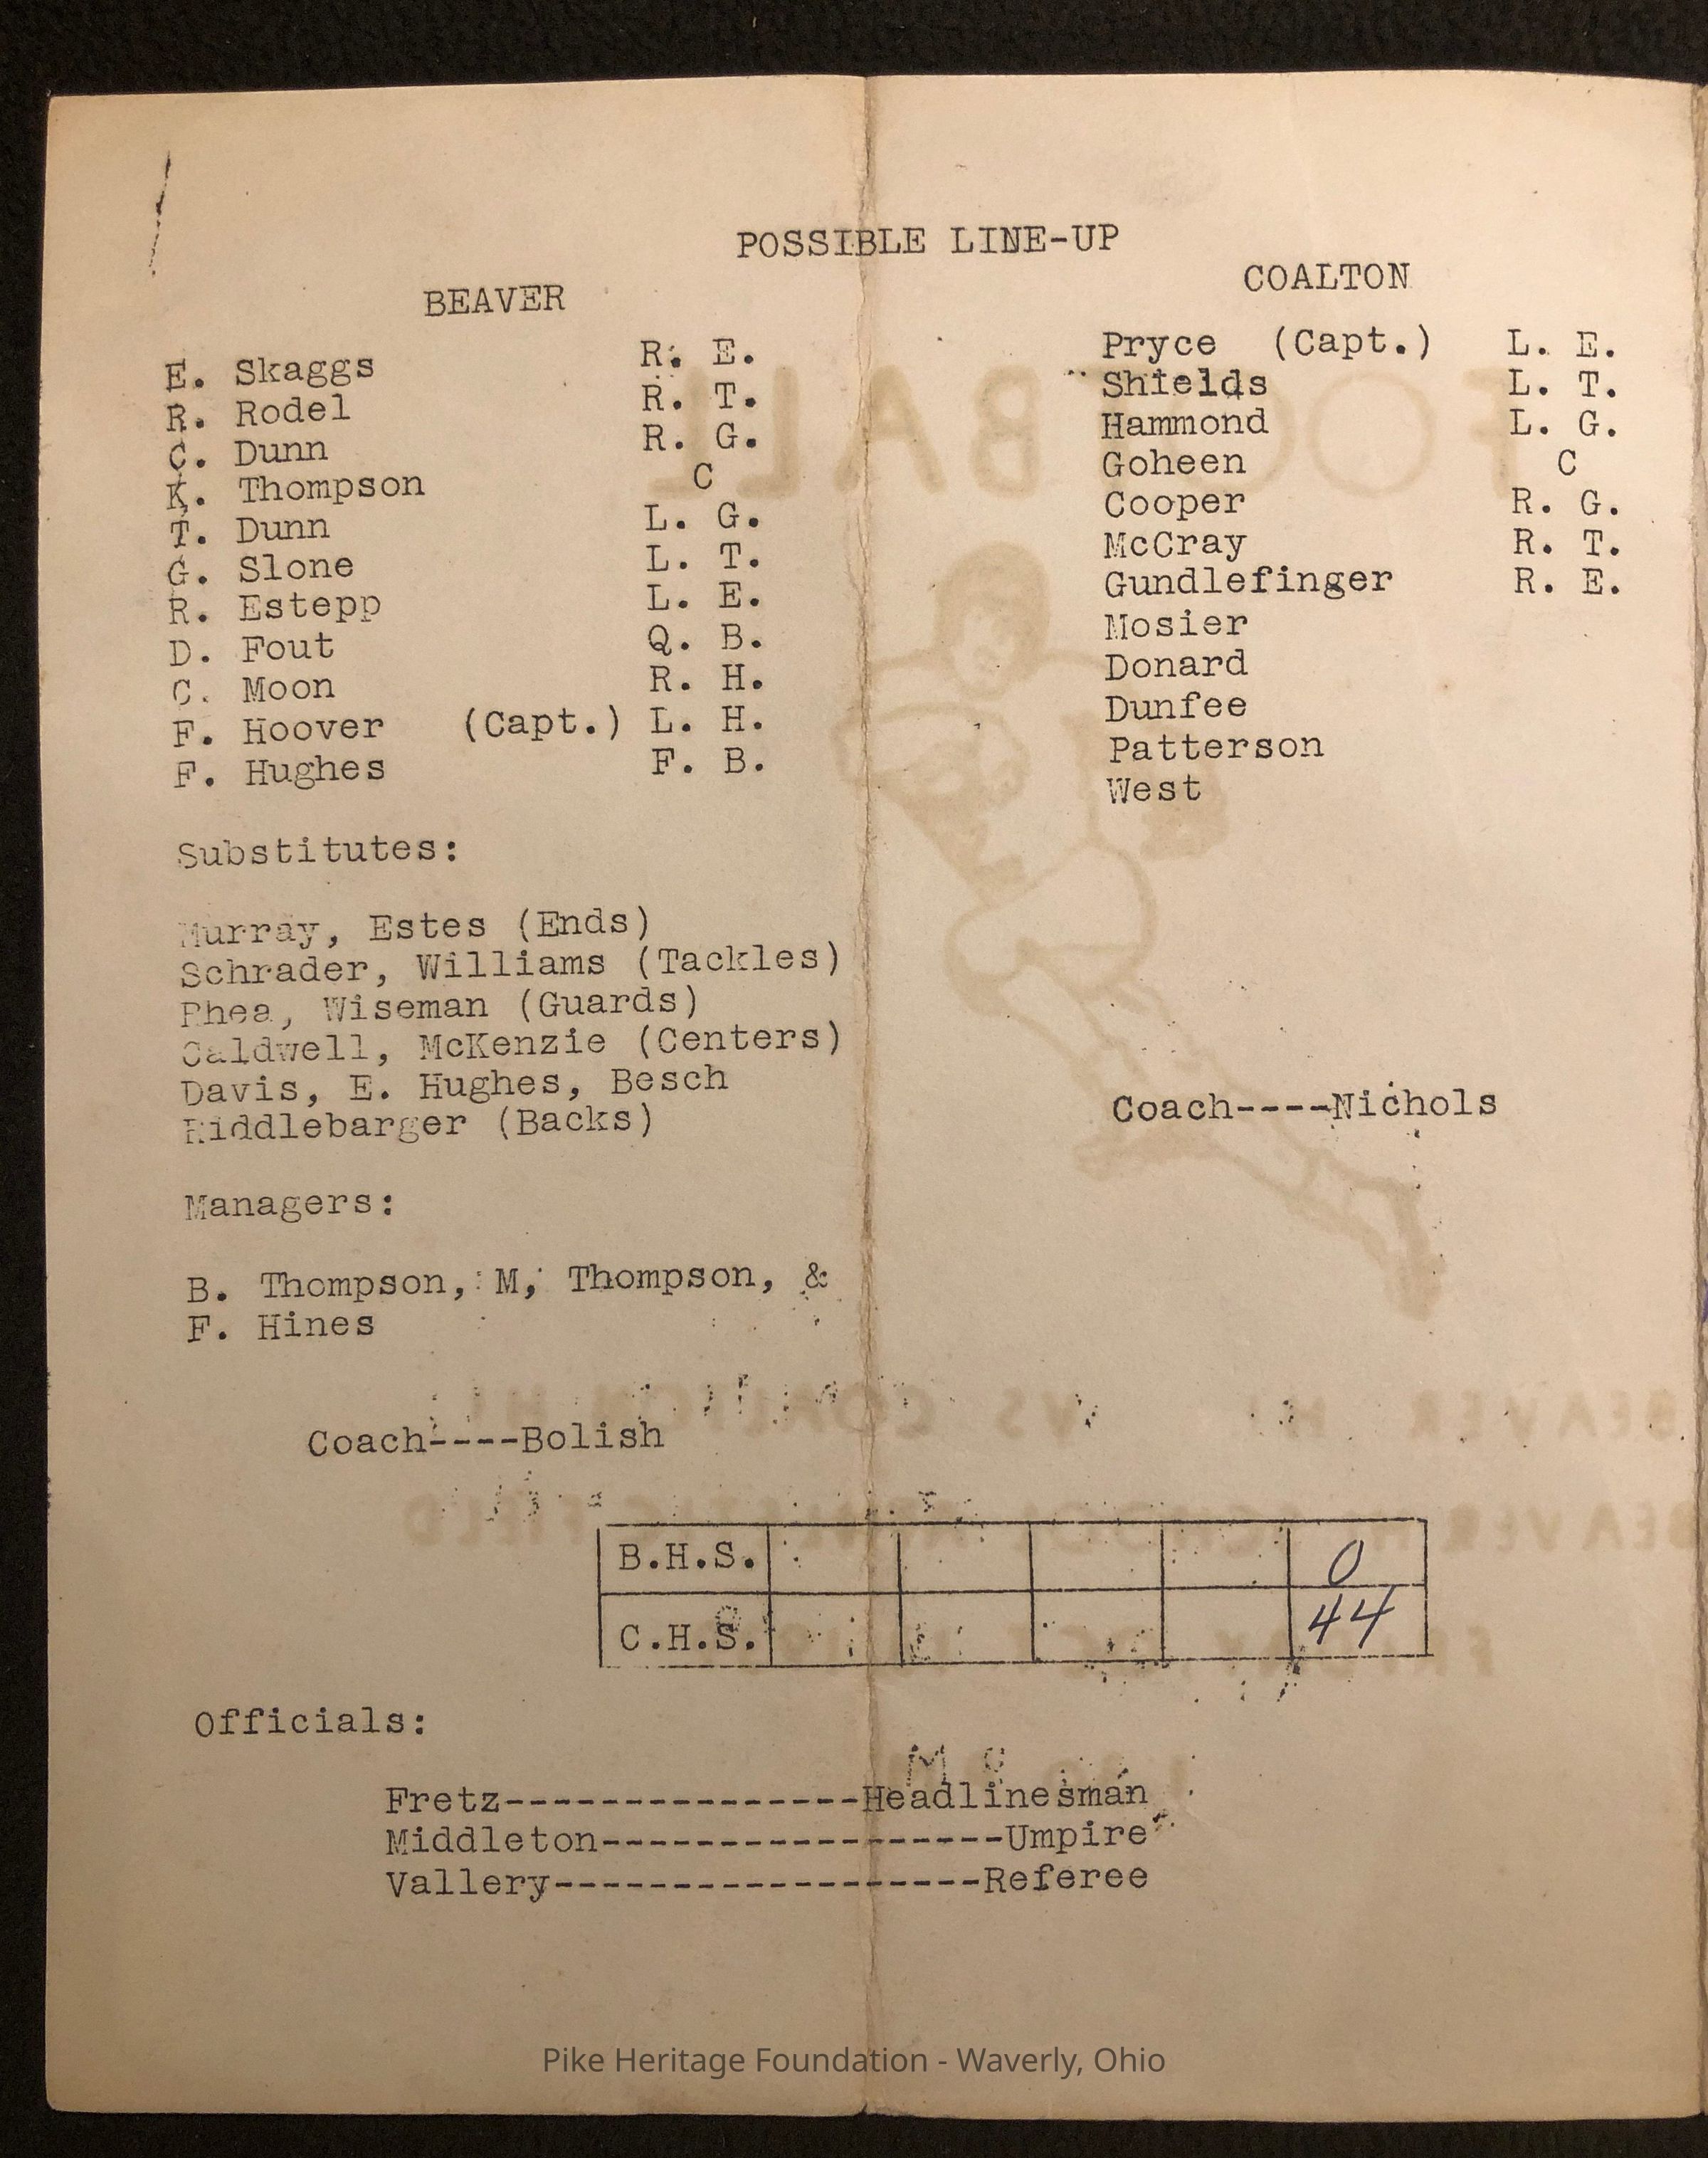 POSSIBLE LINE-UP
BEAVER
E. Skaggs R. E.
R. Rodel R. T.
C. Dunn R. G.
K. Thompson C
T. Dunn L. G.
G. Slone L. T.
R. Estepp L. E.
D. Fout Q. B.
C. Moon R. H.
F. Hoover (Capt.) L. H.
F. Hughes F. B.
Substitutes:
Murray, Estes (Ends)
Schrader, Williams (Tackles)
Rhea, Wiseman (Guards)
Caldwell, McKenzie (Centers)
Davis, E. Hughes, Besch
Riddlebarger (Backs)
Managers:
B. Thompson, M, Thompson, &
F. Hines
Coach----Bolish
COALTON
Pryce (Capt.) L. E.
Shields L. T.
Hammond L. G.
Goheen C
Cooper R. G.
McCray R. T.
Gundlefinger R. E.
Mosier
Donard
Dunfee
Patterson
West
Coach----Nichols
B.H.S. 0
C.H.S. 44
Officials:
Fretz---------------Headlinesman
Middleton-----------------Umpire
Vallery------------------Referee
Pike Heritage Foundation - Waverly, Ohio